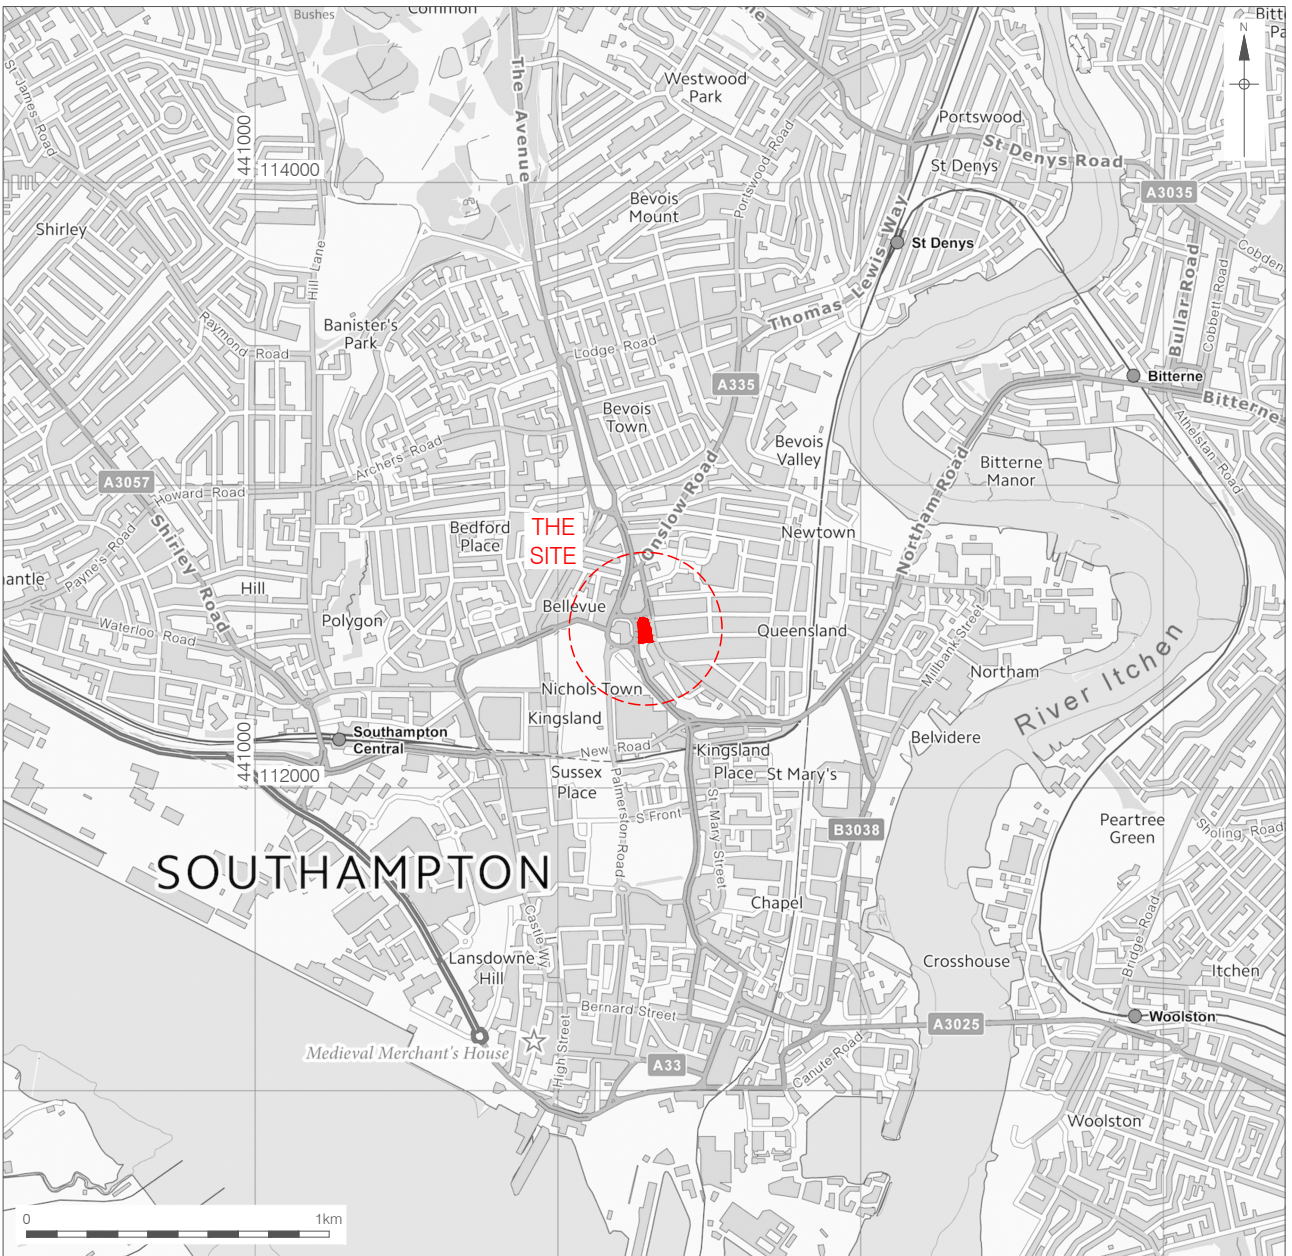 Bushes
Common
Bitt
Pa
N
The Avenue
Westwood
Park
St James Road
Portswood
St Denys Road
St Denys
441000
114000
Portswood Road
A3035
Bevois
Mount
Shirley
Hill Lane
Thomas Lewis Way
St Denys
Cobden
Raymond Road
Banister's
Park
Bullar Road
Cobbett Road
Lodge Road
A335
Bitterne
Bitterne
Bevois
Town
Athelstan Road
Archers Road
Bevois
Valley
Bitterne
Manor
A3057
Howard Road
Onslow Road
Northam Road
Shirley Road
Bedford
Place
THE
SITE
Newtown
Payne's Road
antle
Hill
Bellevue
Polygon
Waterloo Road
Queensland
Millbank Street
River Itchen
Northam
Nichols Town
Kingsland
441000
112000
Southampton
Central
New Road
Kingsland
Place
Belvidere
Sussex
Place
St Mary's
Palmerston Road
S Front
St Mary Street
B3038
Peartree
Green
Sholing Road
SOUTHAMPTON
Chapel
Castle Wy
Bridge Road
Lansdowne
Hill
Crosshouse
Itchen
Bernard Street
A3025
Woolston
Medieval Merchant's House
High Street
A33
Canute Road
Woolston
0
1km